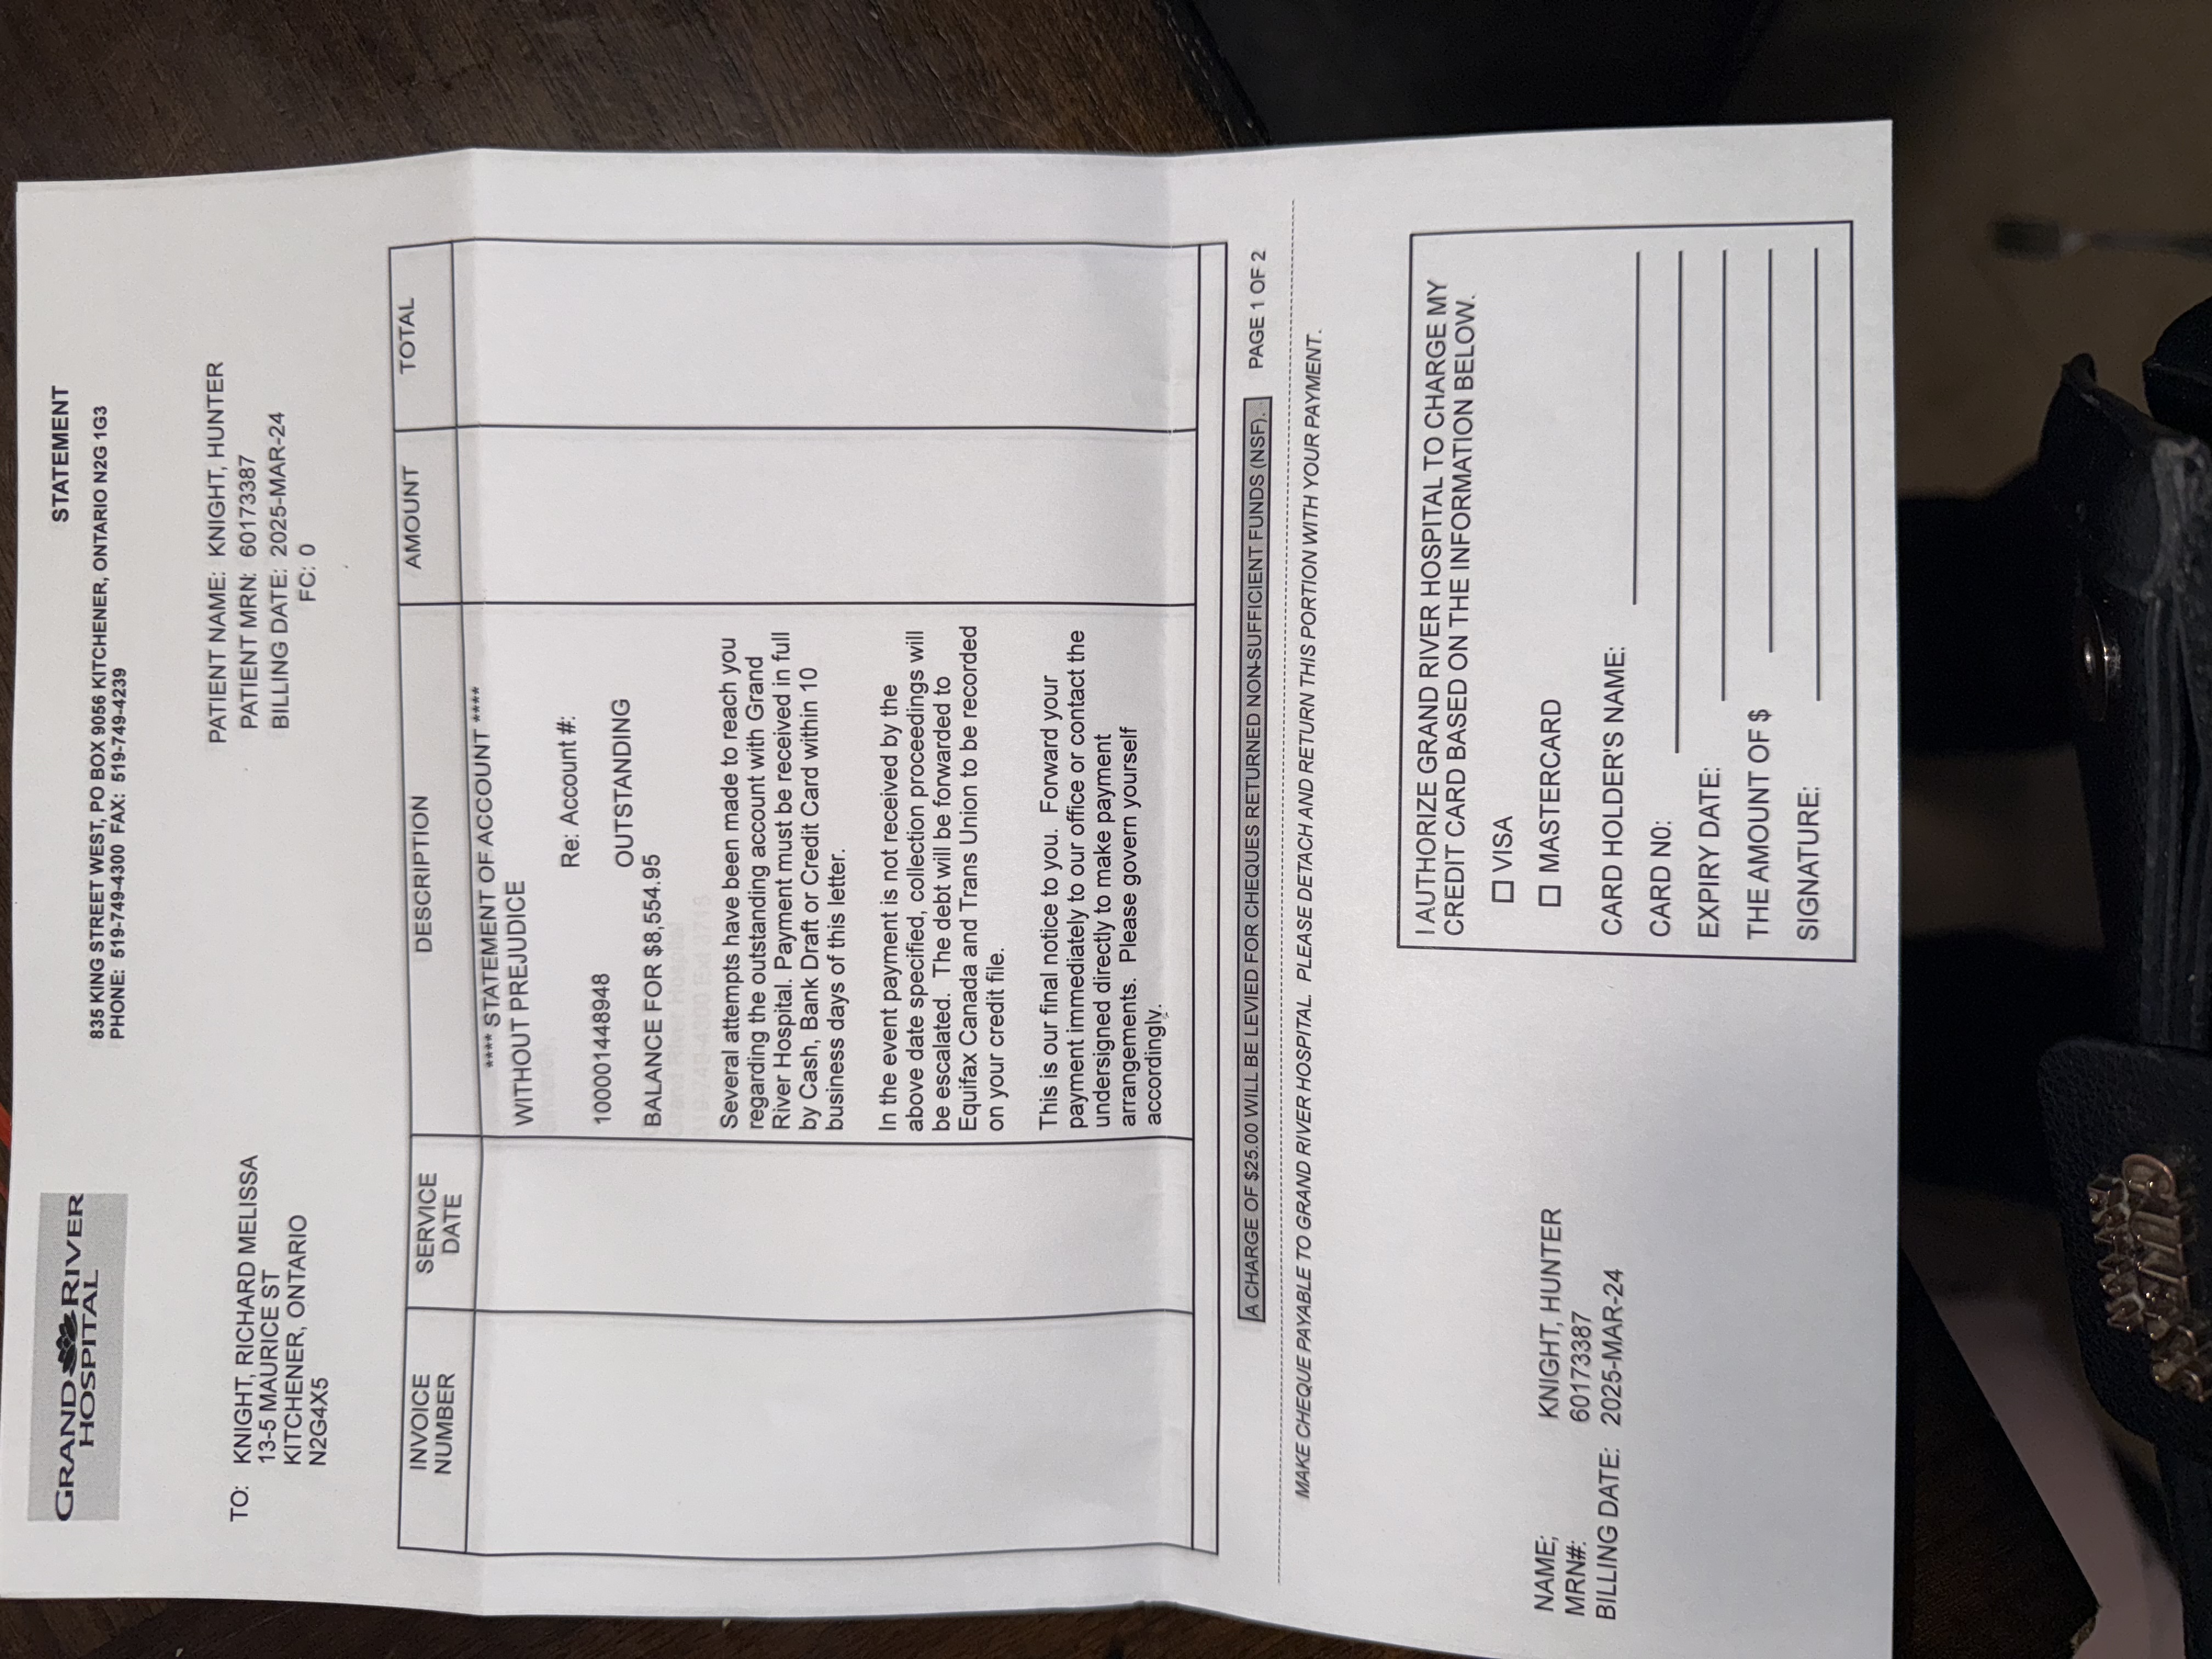 GRAND RIVER
HOSPITAL
STATEMENT
835 KING STREET WEST, PO BOX 9056 KITCHENER, ONTARIO N2G 1G3
PHONE: 519-749-4300 FAX: 519-749-4239
PATIENT NAME: KNIGHT, HUNTER
PATIENT MRN: 60173387
BILLING DATE: 2025-MAR-24
FC: 0
TO: KNIGHT, RICHARD MELISSA
13-5 MAURICE ST
KITCHENER, ONTARIO
N2G4X5
INVOICE
NUMBER
SERVICE
DATE
DESCRIPTION
AMOUNT
TOTAL
**** STATEMENT OF ACCOUNT ****
WITHOUT PREJUDICE
Sincerely,
Re: Account #:
100001448948
OUTSTANDING
BALANCE FOR $8,554.95
Grand River Hospital
519-749-4300 Ext 3715
Several attempts have been made to reach you
regarding the outstanding account with Grand
River Hospital. Payment must be received in full
by Cash, Bank Draft or Credit Card within 10
business days of this letter.
In the event payment is not received by the
above date specified, collection proceedings will
be escalated. The debt will be forwarded to
Equifax Canada and Trans Union to be recorded
on your credit file.
This is our final notice to you. Forward your
payment immediately to our office or contact the
undersigned directly to make payment
arrangements. Please govern yourself
accordingly.
A CHARGE OF $25.00 WILL BE LEVIED FOR CHEQUES RETURNED NON-SUFFICIENT FUNDS (NSF).
PAGE 1 OF 2
MAKE CHEQUE PAYABLE TO GRAND RIVER HOSPITAL. PLEASE DETACH AND RETURN THIS PORTION WITH YOUR PAYMENT.
NAME; KNIGHT, HUNTER
MRN#: 60173387
BILLING DATE: 2025-MAR-24
I AUTHORIZE GRAND RIVER HOSPITAL TO CHARGE MY
CREDIT CARD BASED ON THE INFORMATION BELOW.
VISA
MASTERCARD
CARD HOLDER'S NAME:
CARD N0:
EXPIRY DATE:
THE AMOUNT OF $
SIGNATURE: